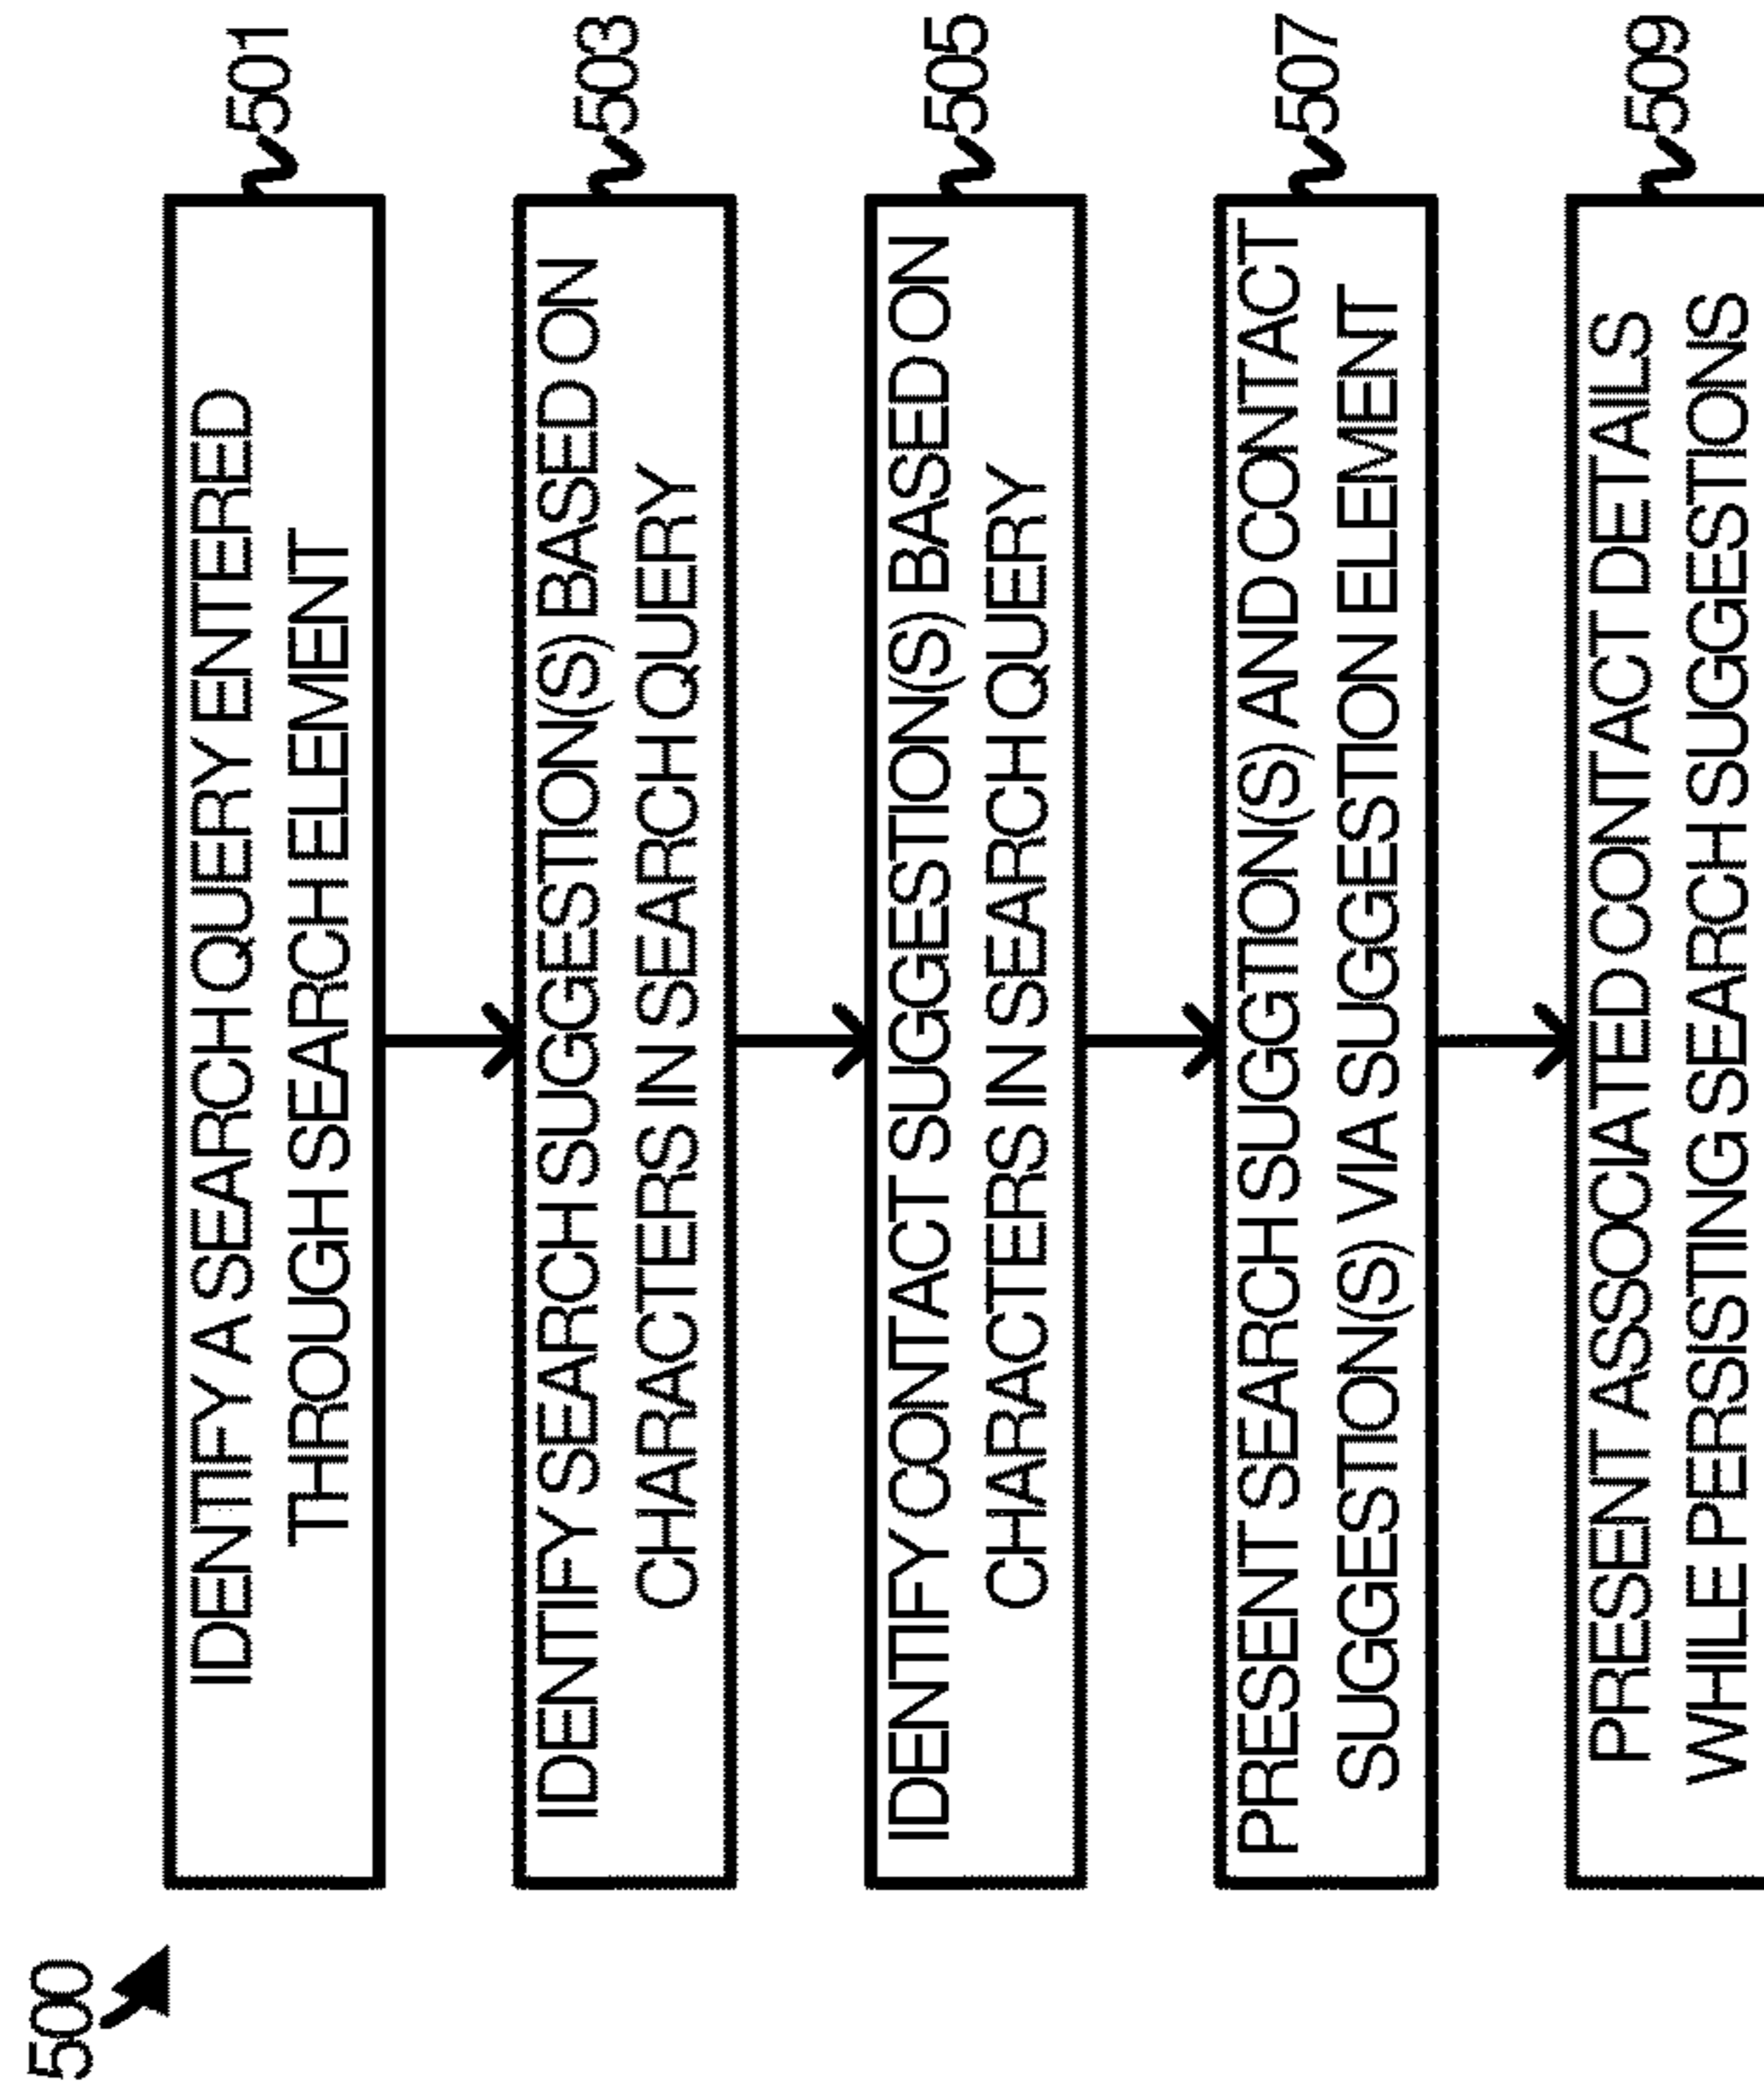 500
IDENTIFY A SEARCH QUERY ENTERED
THROUGH SEARCH ELEMENT
501
IDENTIFY SEARCH SUGGESTION(S) BASED ON
CHARACTERS IN SEARCH QUERY
503
IDENTIFY CONTACT SUGGESTION(S) BASED ON
CHARACTERS IN SEARCH QUERY
505
PRESENT SEARCH SUGGTION(S) AND CONTACT
SUGGESTION(S) VIA SUGGESTION ELEMENT
507
PRESENT ASSOCIATED CONTACT DETAILS
WHILE PERSISTING SEARCH SUGGESTIONS
509